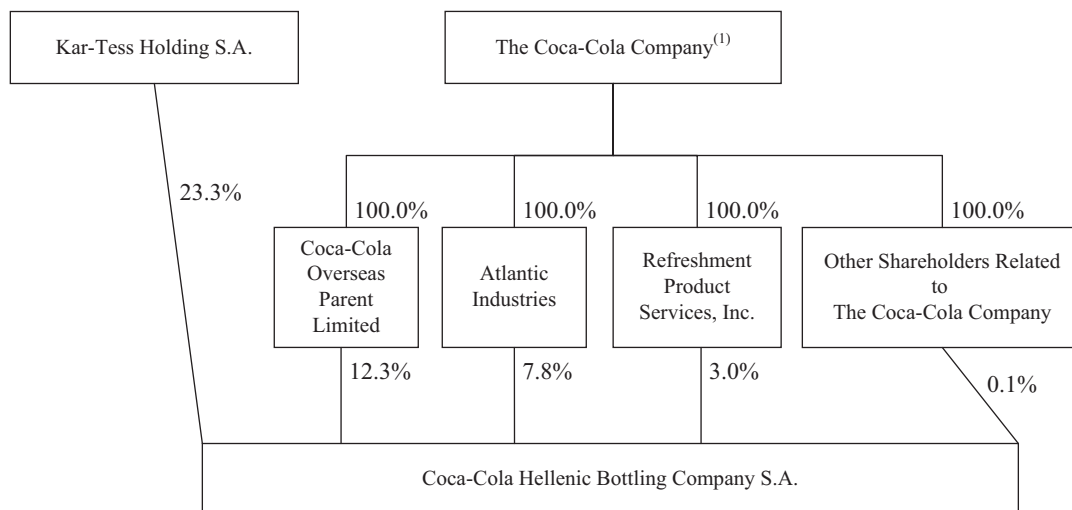 Kar-Tess Holding S.A.
The Coca-Cola Company(1)
23.3%
100.0%
100.0%
100.0%
100.0%
Coca-Cola
Overseas
Parent
Limited
Atlantic
Industries
Refreshment
Product
Services, Inc.
Other Shareholders Related
to
The Coca-Cola Company
12.3%
7.8%
3.0%
0.1%
Coca-Cola Hellenic Bottling Company S.A.